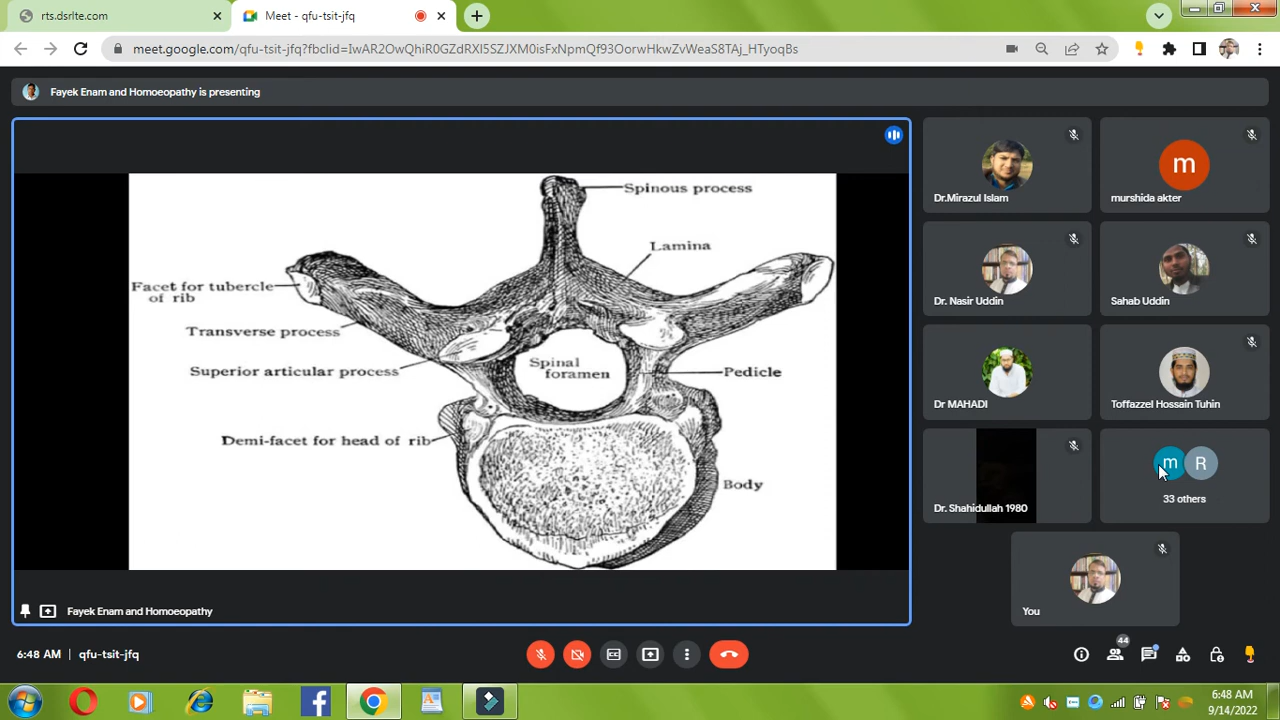 rts.dsrlte.com
Meet - qfu-tsit-jfq
meet.google.com/qfu-tsit-jfq?fbclid=IwAR2OwQhiR0GZdRXI5SZJXM0isFxNpmQf93OorwHkwZvWeaS8TAj_HTyoqBs
Fayek Enam and Homoeopathy is presenting
Spinous process
Lamina
Facet for tubercle
of rib
Transverse process
Superior articular process
Spinal
foramen
Pedicle
Demi-facet for head of rib
Body
Fayek Enam and Homoeopathy
Dr.Mirazul Islam
m
murshida akter
Dr. Nasir Uddin
Sahab Uddin
Dr MAHADI
Toffazzel Hossain Tuhin
Dr. Shahidullah 1980
m R
33 others
You
6:48 AM | qfu-tsit-jfq
44
6:48 AM
9/14/2022